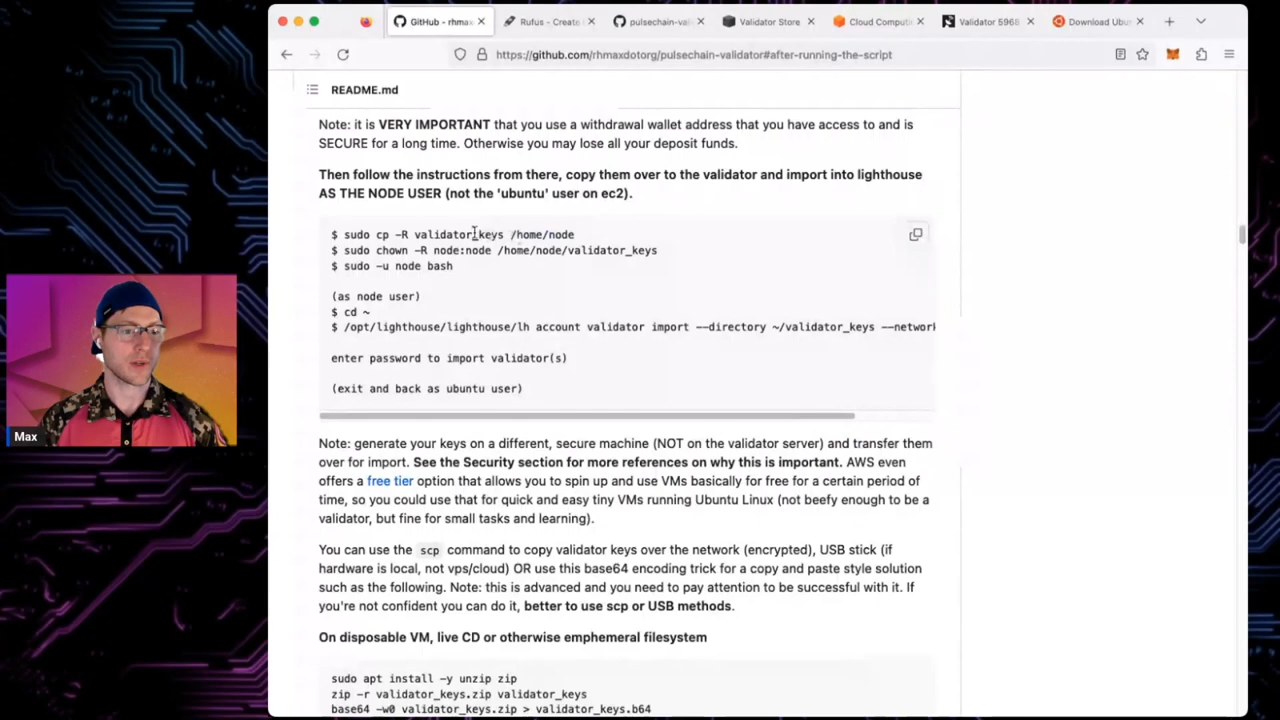 GitHub - rhmax
Rufus - Create
pulsechain-val
Validator Store
Cloud Computi
Validator 5968
Download Ubu
https://github.com/rhmaxdotorg/pulsechain-validator#after-running-the-script
README.md
Note: it is VERY IMPORTANT that you use a withdrawal wallet address that you have access to and is
SECURE for a long time. Otherwise you may lose all your deposit funds.
Then follow the instructions from there, copy them over to the validator and import into lighthouse
AS THE NODE USER (not the 'ubuntu' user on ec2).
$ sudo cp -R validator_keys /home/node
$ sudo chown -R node:node /home/node/validator_keys
$ sudo -u node bash
(as node user)
$ cd ~
$ /opt/lighthouse/lighthouse/lh account validator import --directory ~/validator_keys --network
enter password to import validator(s)
(exit and back as ubuntu user)
Note: generate your keys on a different, secure machine (NOT on the validator server) and transfer them
over for import. See the Security section for more references on why this is important. AWS even
offers a free tier option that allows you to spin up and use VMs basically for free for a certain period of
time, so you could use that for quick and easy tiny VMs running Ubuntu Linux (not beefy enough to be a
validator, but fine for small tasks and learning).
You can use the scp command to copy validator keys over the network (encrypted), USB stick (if
hardware is local, not vps/cloud) OR use this base64 encoding trick for a copy and paste style solution
such as the following. Note: this is advanced and you need to pay attention to be successful with it. If
you're not confident you can do it, better to use scp or USB methods.
On disposable VM, live CD or otherwise emphemeral filesystem
sudo apt install -y unzip zip
zip -r validator_keys.zip validator_keys
base64 -w0 validator_keys.zip > validator_keys.b64
Max